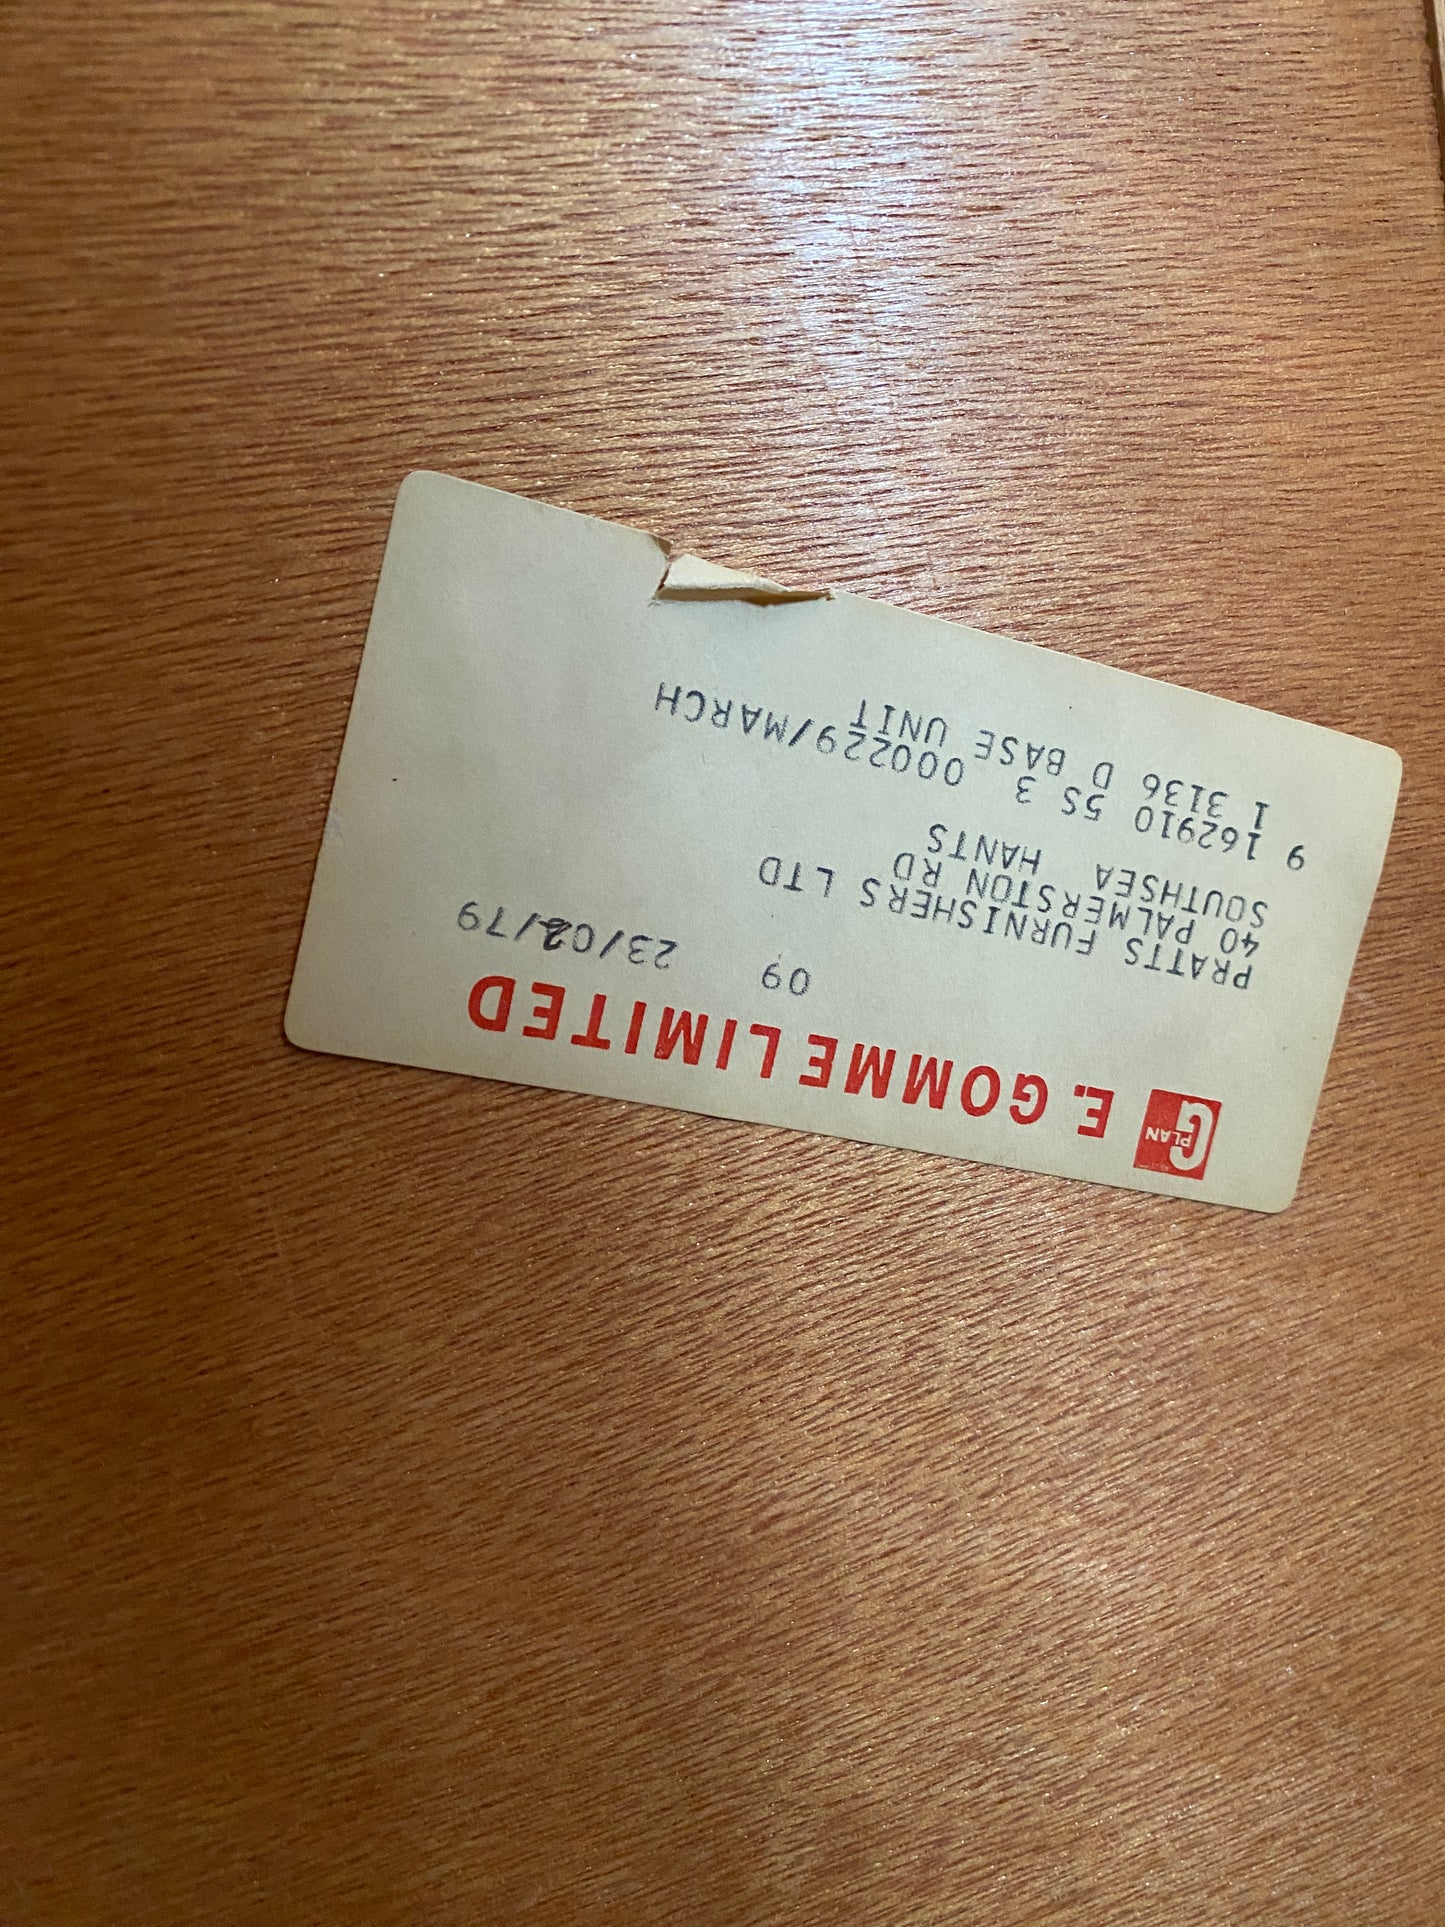 G PLAN E. GOMME LIMITED
09 23/02/79
PRATTS FURNISHERS LTD
40 PALMERSTON RD
SOUTHSEA HANTS
9 162910 5S 3 000229/MARCH
1 3136 D BASE UNIT